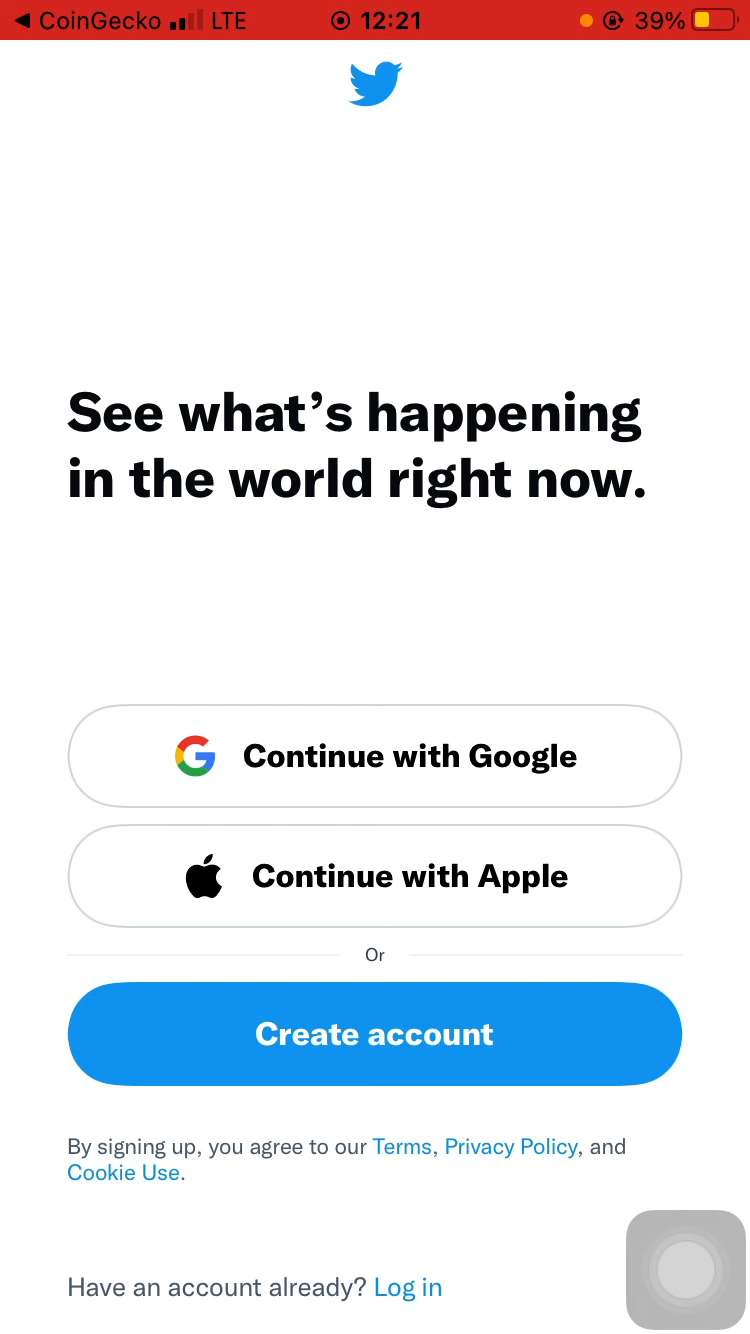 CoinGecko LTE 12:21 39%
See what’s happening
in the world right now.
Continue with Google
Continue with Apple
Or
Create account
By signing up, you agree to our Terms, Privacy Policy, and
Cookie Use.
Have an account already? Log in